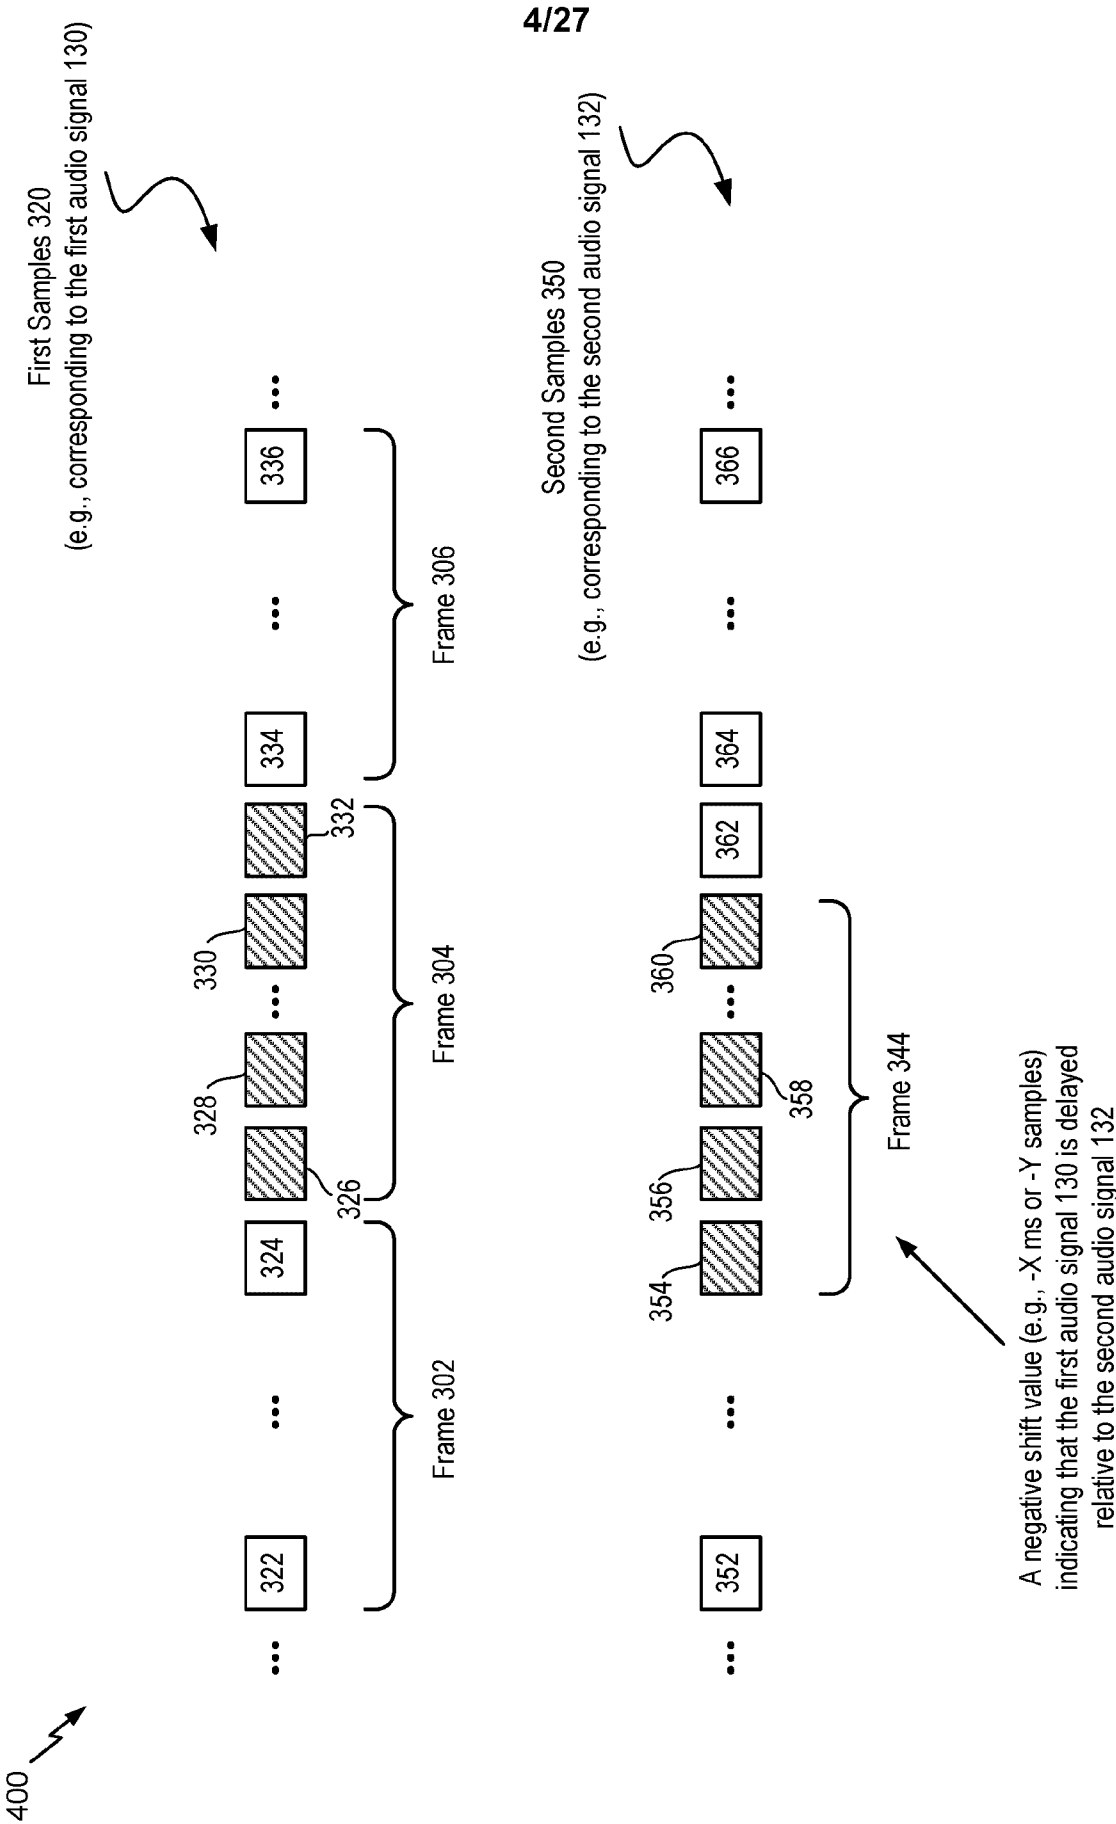 4/27
400
First Samples 320
(e.g., corresponding to the first audio signal 130)
322
324
326
328
330
332
334
336
Frame 302
Frame 304
Frame 306
Second Samples 350
(e.g., corresponding to the second audio signal 132)
352
354
356
358
360
362
364
366
Frame 344
A negative shift value (e.g., -X ms or -Y samples)
indicating that the first audio signal 130 is delayed
relative to the second audio signal 132